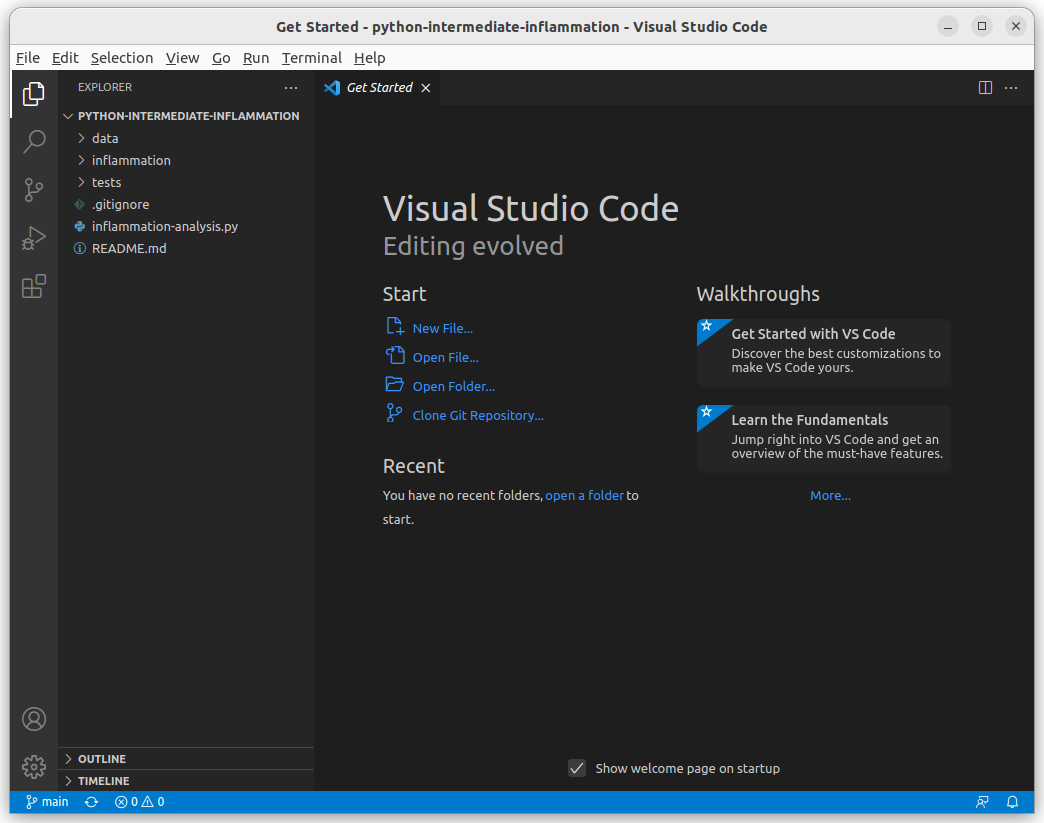 Get Started - python-intermediate-inflammation - Visual Studio Code
File Edit Selection View Go Run Terminal Help
EXPLORER
Get Started
PYTHON-INTERMEDIATE-INFLAMMATION
data
inflammation
tests
.gitignore
inflammation-analysis.py
README.md
Visual Studio Code
Editing evolved
Start
New File...
Open File...
Open Folder...
Clone Git Repository...
Recent
You have no recent folders, open a folder to
start.
Walkthroughs
Get Started with VS Code
Discover the best customizations to
make VS Code yours.
Learn the Fundamentals
Jump right into VS Code and get an
overview of the must-have features.
More...
Show welcome page on startup
OUTLINE
TIMELINE
main 0 0